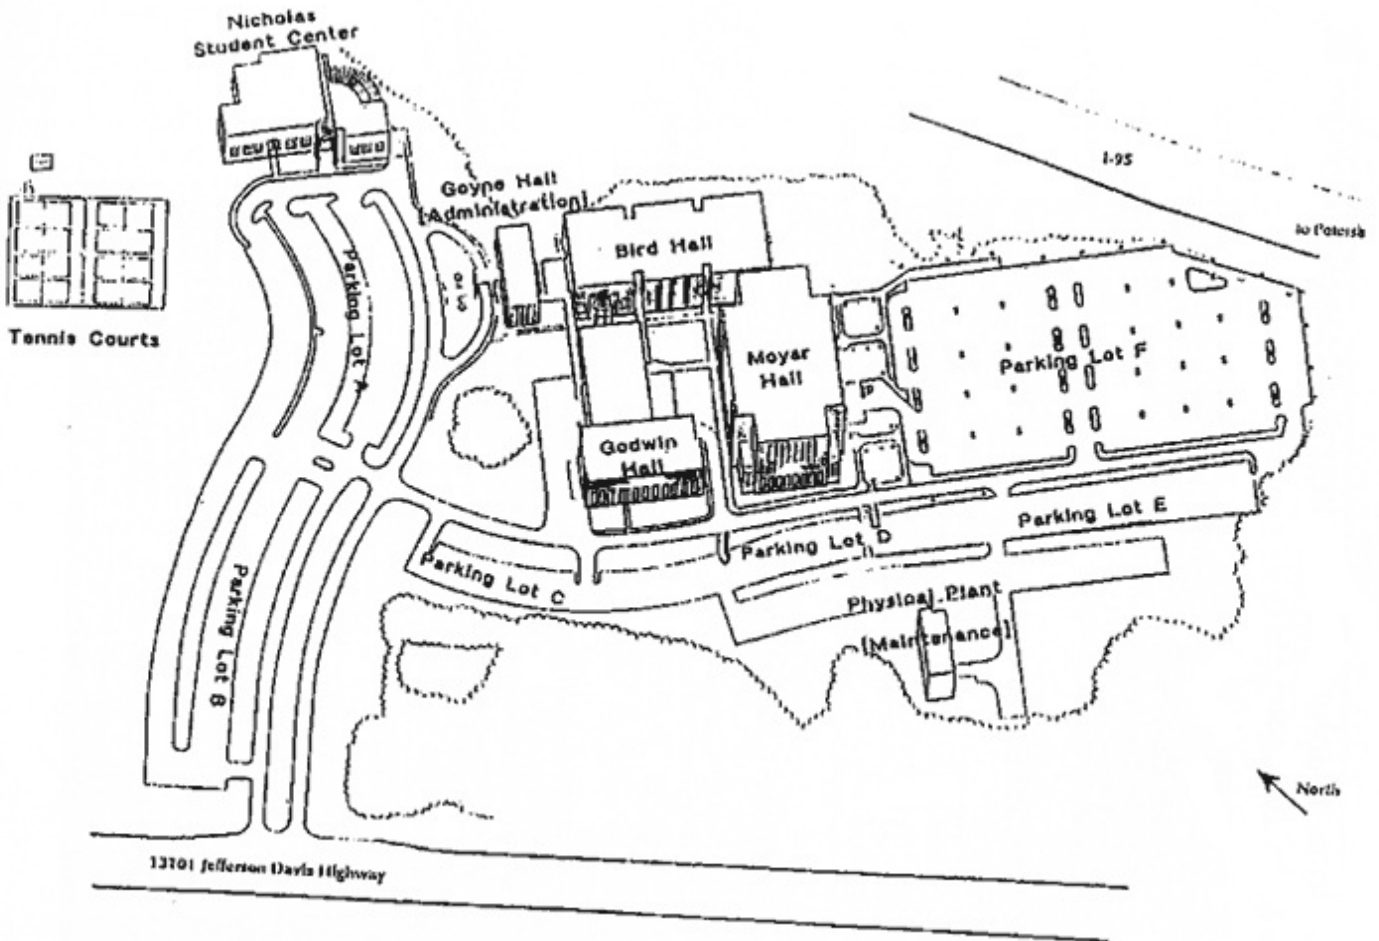 Nicholas
Student Center
I-95
Goyne Hall
[Administration]
Bird Hall
to
Tennis Courts
Parking Lot A
Moyar
Hall
Parking Lot F
Godwin
Hall
Parking Lot E
Parking Lot D
Parking Lot C
Physical Plant
[Maintenance]
Parking Lot B
North
13101 Jefferson Davis Highway